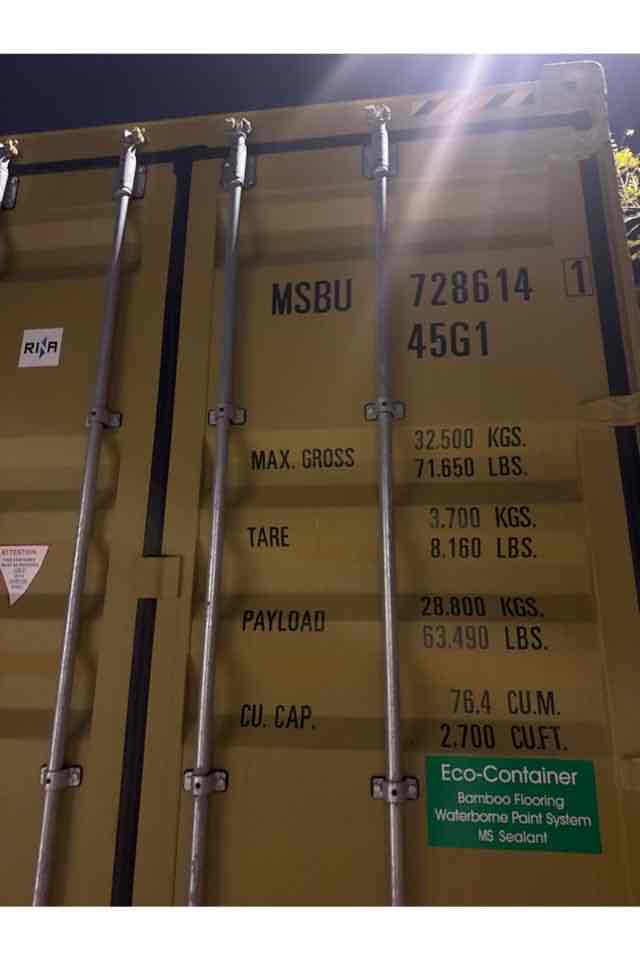 MSBU 728614 1
45G1
RINA
MAX. GROSS 32.500 KGS.
71.650 LBS.
TARE 3.700 KGS.
8.160 LBS.
ATTENTION
PAYLOAD 28.800 KGS.
63.490 LBS.
CU. CAP. 76.4 CU.M.
2.700 CU.FT.
Eco-Container
Bamboo Flooring
Waterborne Paint System
MS Sealant